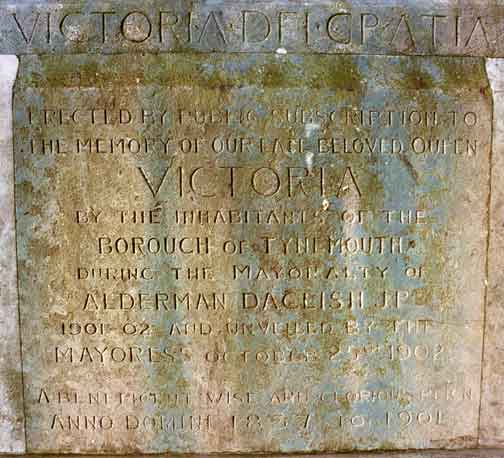 VICTORIA·DEI·GRATIA
ERECTED BY PUBLIC SUBSCRIPTION TO
THE MEMORY OF OUR LATE BELOVED QUEEN
VICTORIA
BY THE INHABITANTS OF THE
BOROUGH OF TYNEMOUTH
DURING THE MAYORALTY OF
ALDERMAN DAGLISH J.P.
1901-02 AND UNVEILED BY THE
MAYORESS OCTOBER 25TH 1902.
A BENEFICENT WISE AND GLORIOUS REIGN
ANNO DOMINI 1837 TO 1901